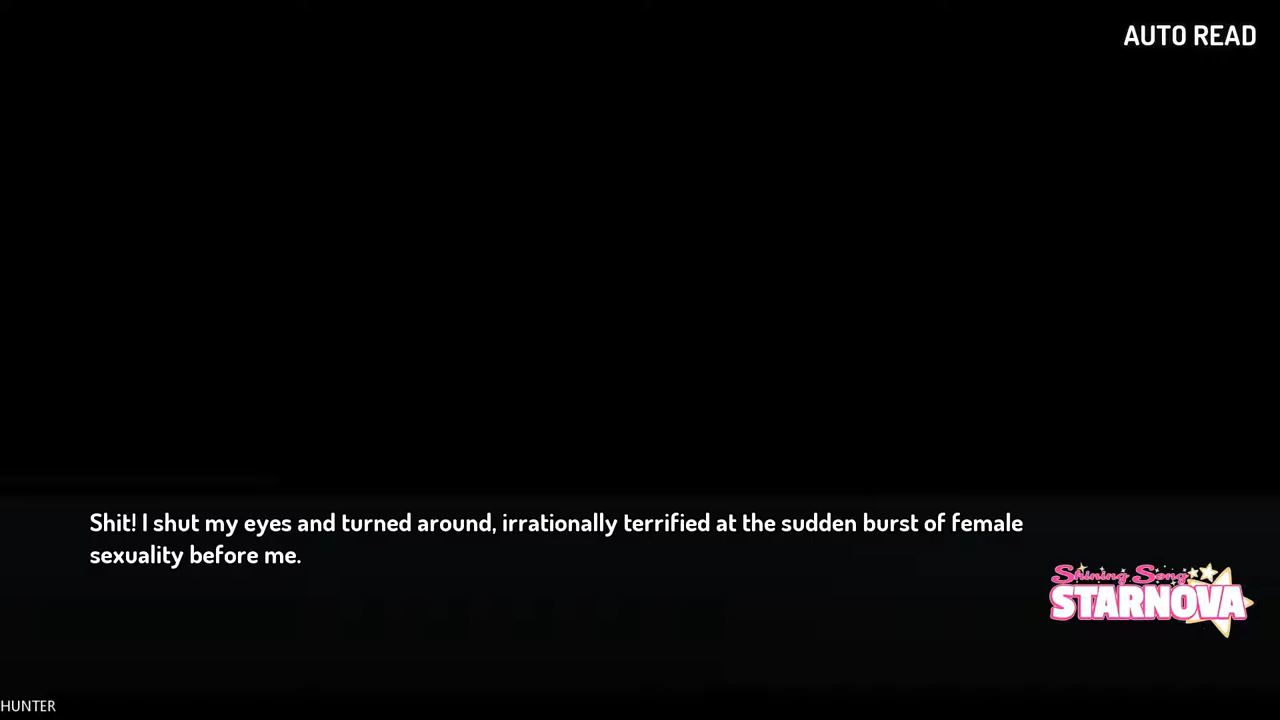 AUTO READ
Shit! I shut my eyes and turned around, irrationally terrified at the sudden burst of female
sexuality before me.
Shining Song
STARNOVA
HUNTER